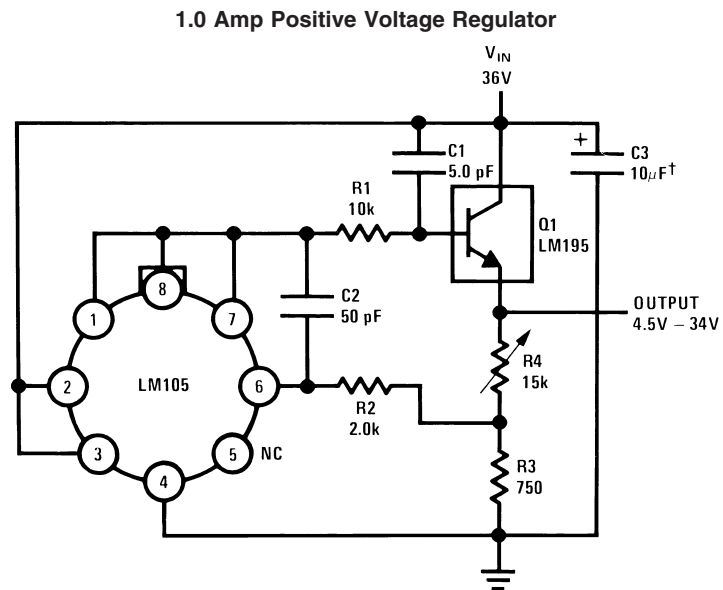 1.0 Amp Positive Voltage Regulator
VIN
36V
C1
5.0 pF
+
C3
10μF†
R1
10k
Q1
LM195
8
1
7
C2
50 pF
OUTPUT
4.5V – 34V
2
LM105
6
R4
15k
R2
2.0k
3
5
NC
4
R3
750